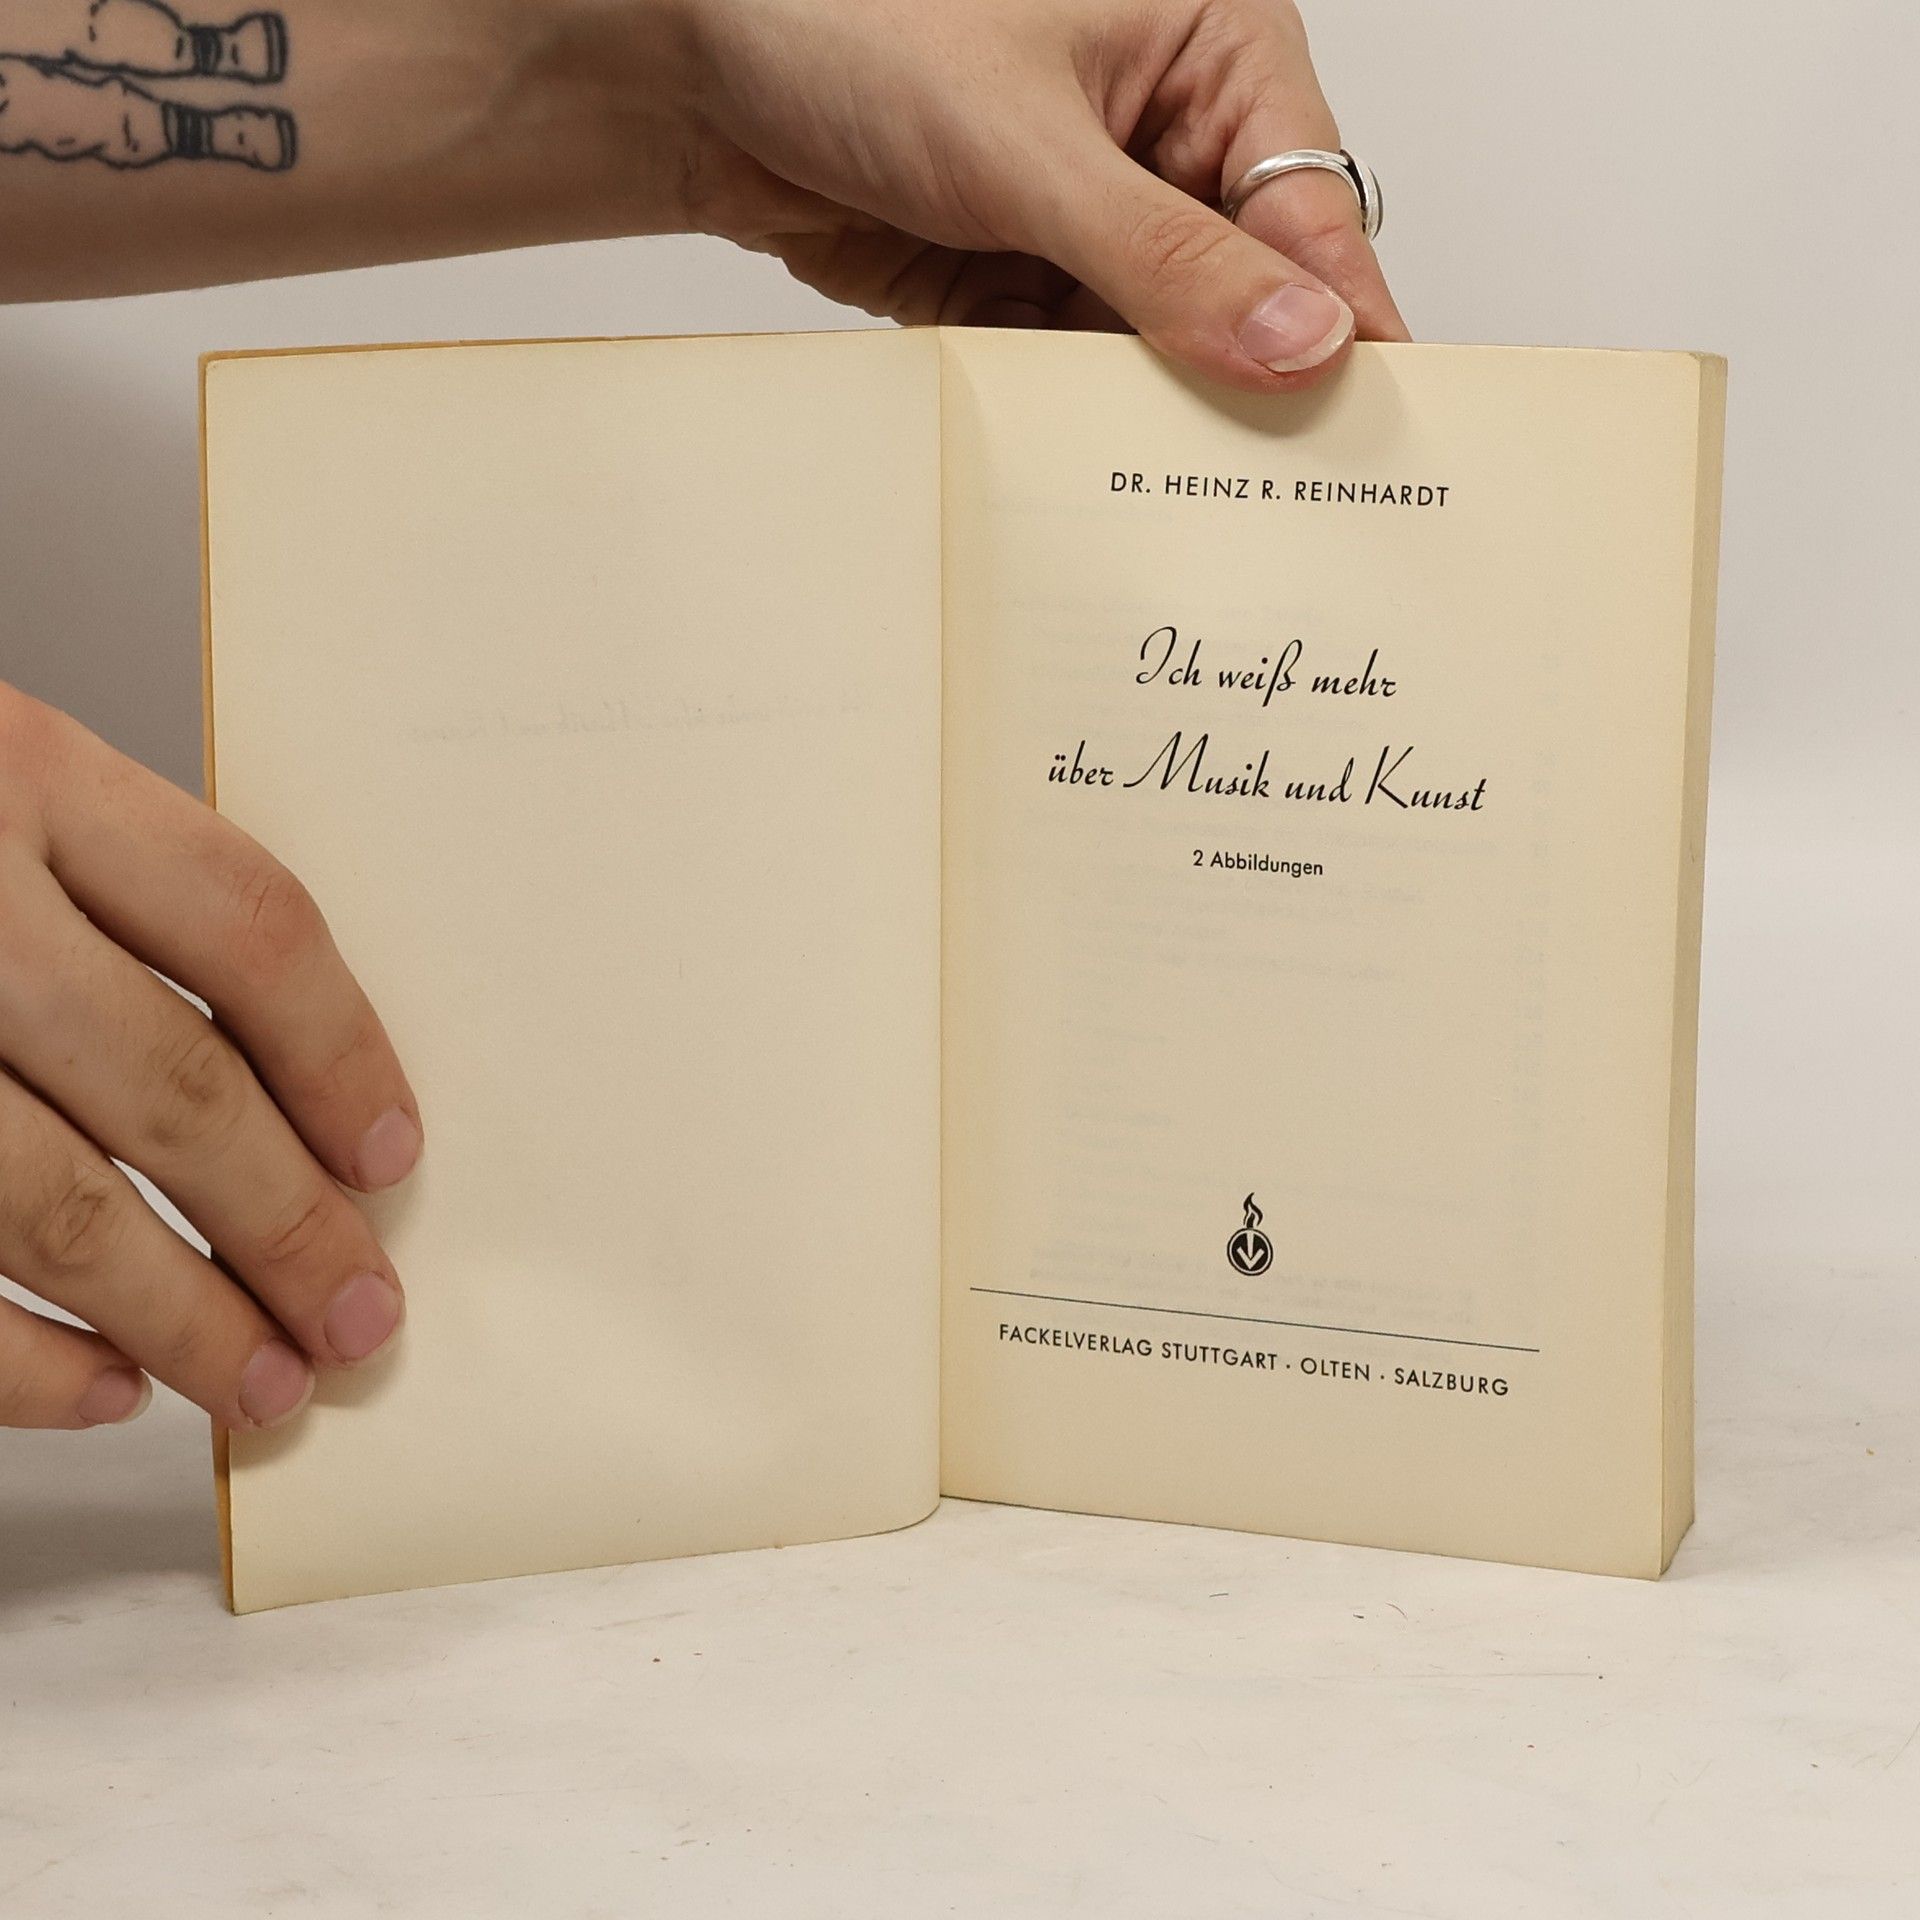 DR. HEINZ R. REINHARDT
Ich weiß mehr
über Musik und Kunst
2 Abbildungen
FACKELVERLAG STUTTGART · OLTEN · SALZBURG